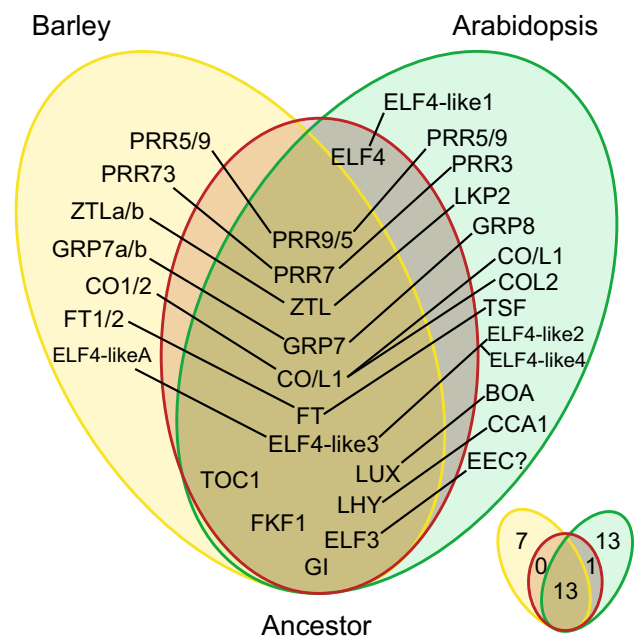 Barley
Arabidopsis
ELF4-like1
PRR5/9
PRR5/9
ELF4
PRR73
PRR3
ZTLa/b
LKP2
GRP7a/b
PRR9/5
GRP8
CO1/2
PRR7
CO/L1
FT1/2
ZTL
COL2
ELF4-likeA
GRP7
TSF
CO/L1
ELF4-like2
FT
ELF4-like4
ELF4-like3
BOA
TOC1
LUX
CCA1
FKF1
LHY
EEC?
ELF3
GI
Ancestor
7
13
0
1
13